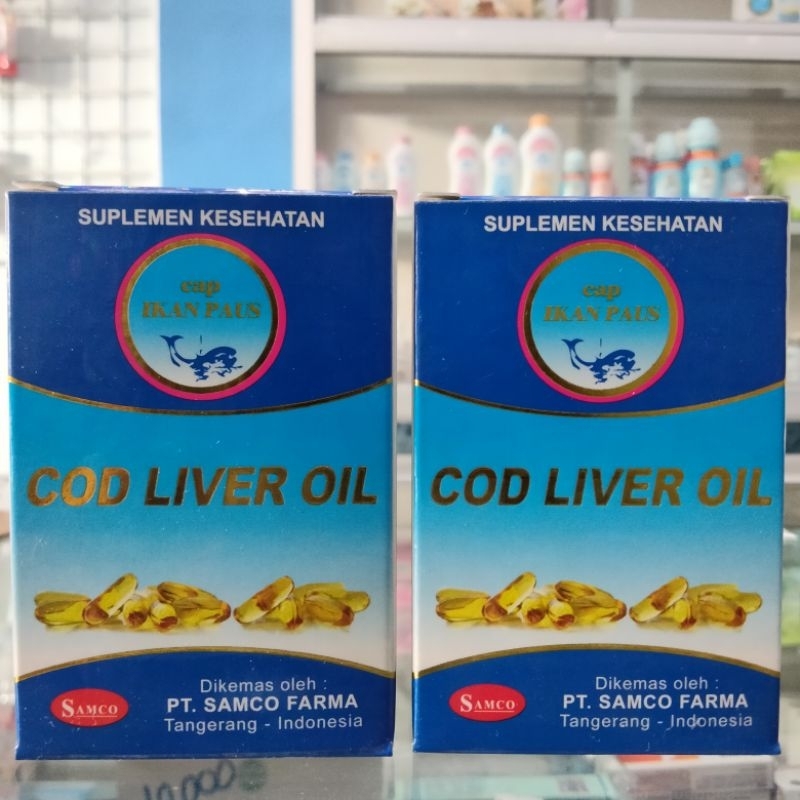 SUPLEMEN KESEHATAN
cap
IKAN PAUS
COD LIVER OIL
SAMCO
Dikemas oleh :
PT. SAMCO FARMA
Tangerang - Indonesia
SUPLEMEN KESEHATAN
cap
IKAN PAUS
COD LIVER OIL
SAMCO
Dikemas oleh :
PT. SAMCO FARMA
Tangerang - Indonesia